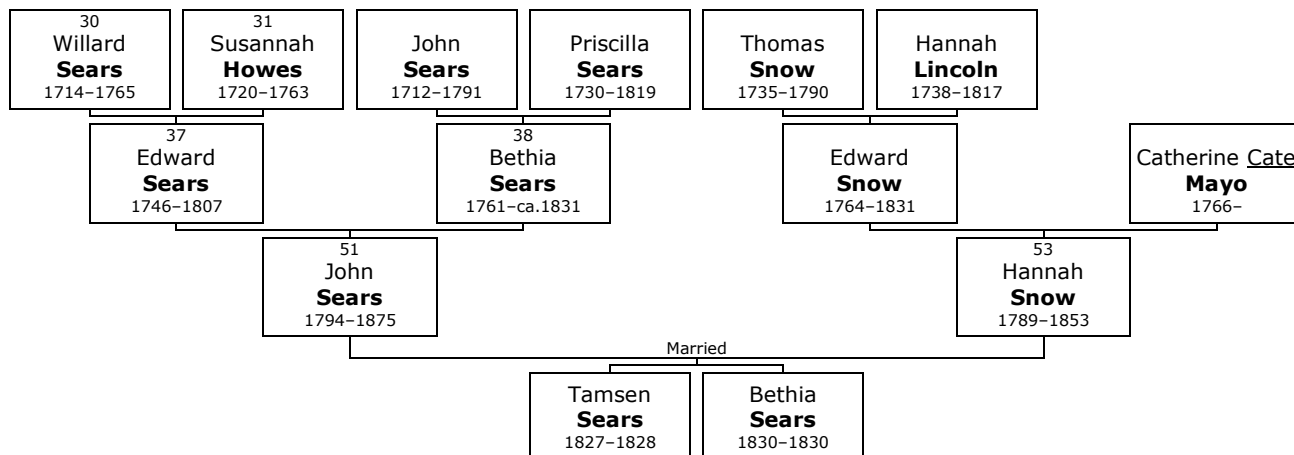 30
Willard
Sears
1714–1765
31
Susannah
Howes
1720–1763
John
Sears
1712–1791
Priscilla
Sears
1730–1819
Thomas
Snow
1735–1790
Hannah
Lincoln
1738–1817
37
Edward
Sears
1746–1807
38
Bethia
Sears
1761–ca.1831
Edward
Snow
1764–1831
Catherine Cate
Mayo
1766–
51
John
Sears
1794–1875
53
Hannah
Snow
1789–1853
Married
Tamsen
Sears
1827–1828
Bethia
Sears
1830–1830